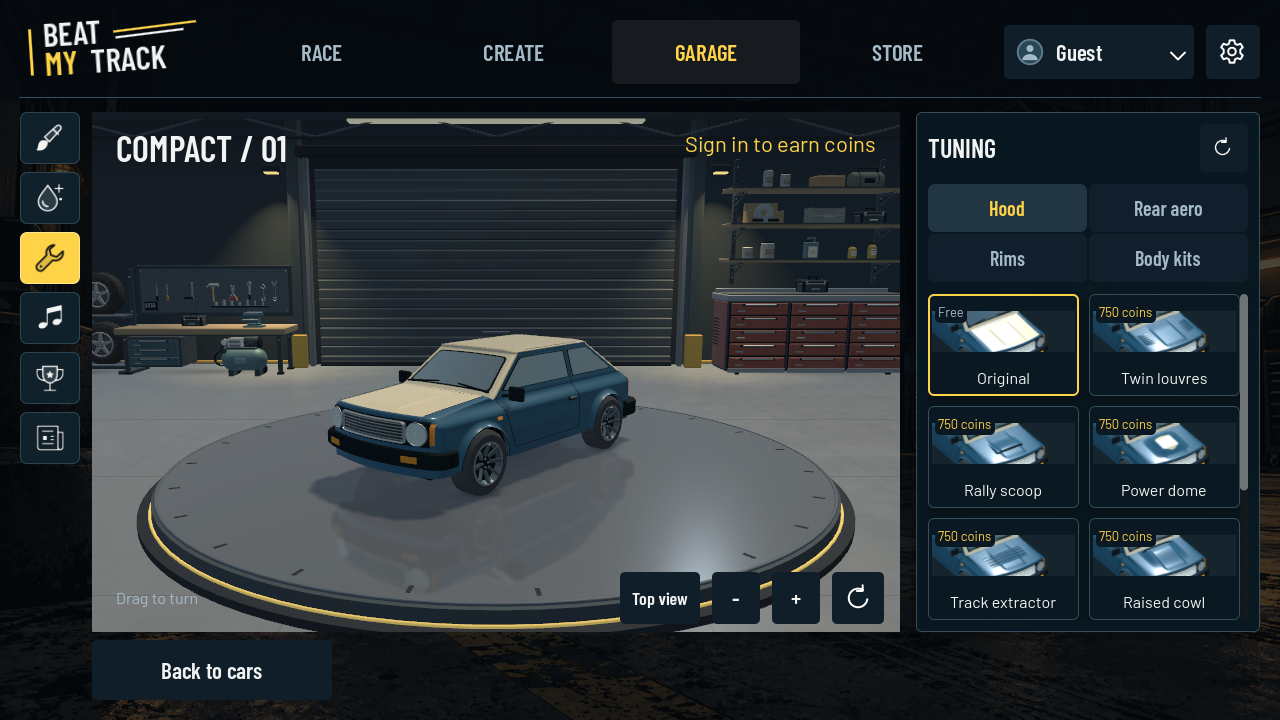 BEAT
MY TRACK
RACE
CREATE
GARAGE
STORE
Guest
COMPACT / 01
Sign in to earn coins
Drag to turn
Top view
-
+
Back to cars
TUNING
Hood
Rear aero
Rims
Body kits
Free
Original
750 coins
Twin louvres
750 coins
Rally scoop
750 coins
Power dome
750 coins
Track extractor
750 coins
Raised cowl